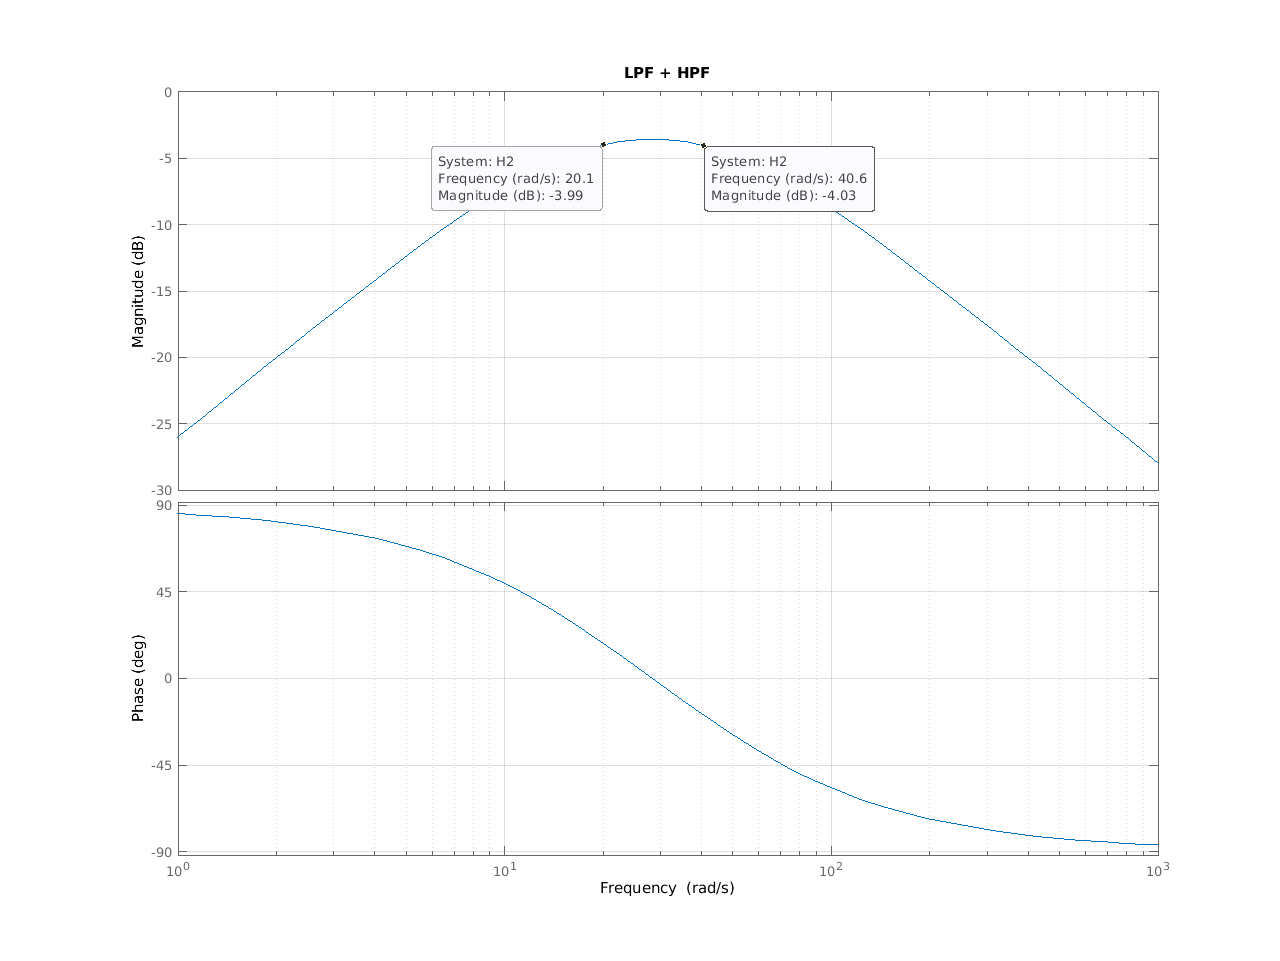 LPF + HPF
0
-5
-10
-15
-20
-25
-30
Magnitude (dB)
System: H2
Frequency (rad/s): 20.1
Magnitude (dB): -3.99
System: H2
Frequency (rad/s): 40.6
Magnitude (dB): -4.03
90
45
0
-45
-90
Phase (deg)
10^0 10^1 10^2 10^3
Frequency (rad/s)